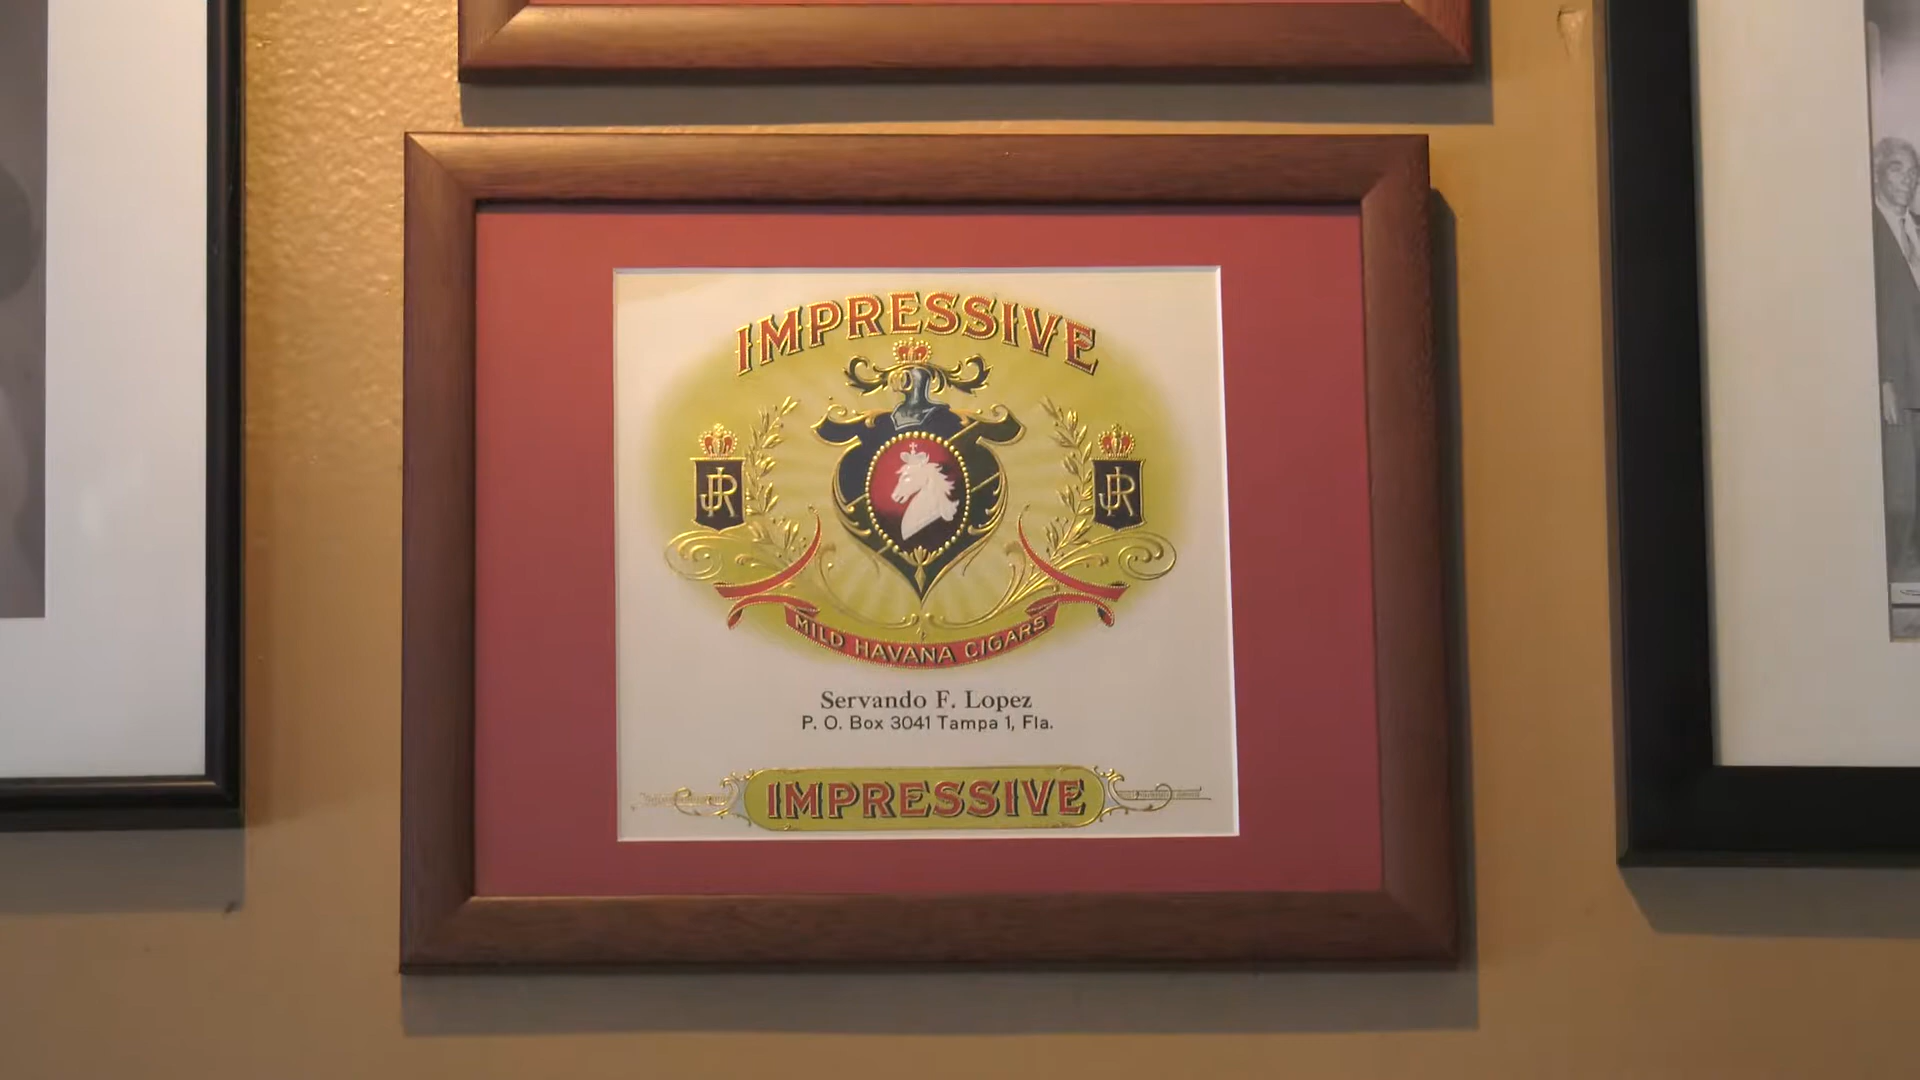 IMPRESSIVE
JR JR
MILD HAVANA CIGARS
Servando F. Lopez
P. O. Box 3041 Tampa 1, Fla.
IMPRESSIVE